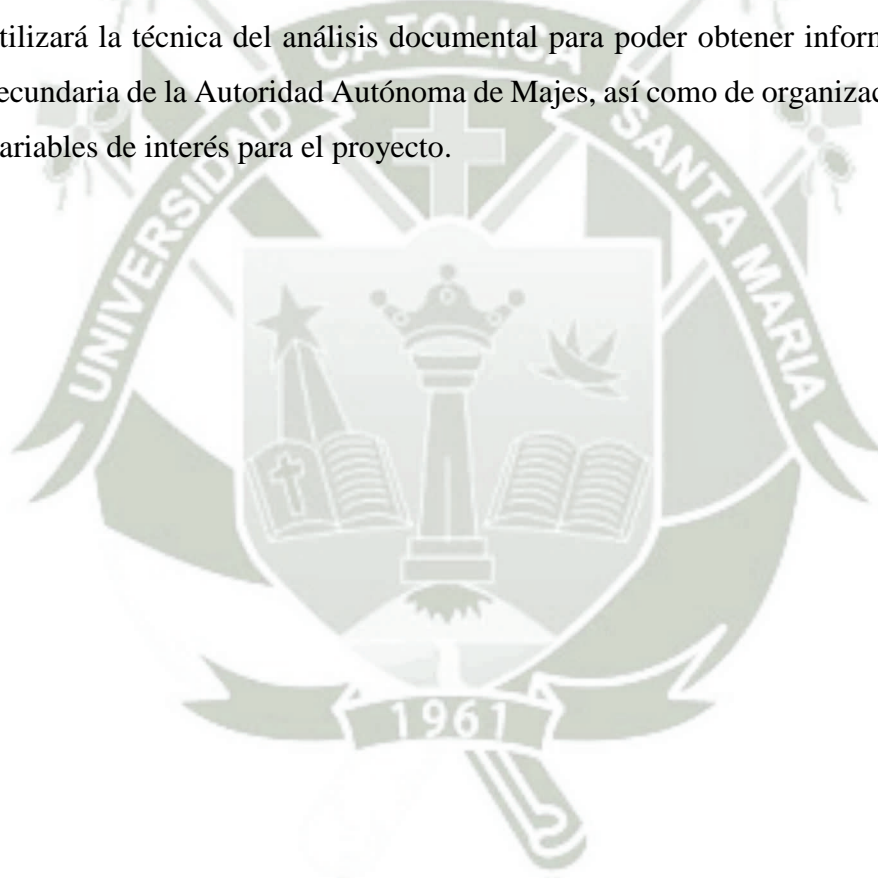 tilizará la técnica del análisis documental para poder obtener inform
ecundaria de la Autoridad Autónoma de Majes, así como de organizac
ariables de interés para el proyecto.
UNIVERSIDAD CATOLICA SANTA MARIA
1961